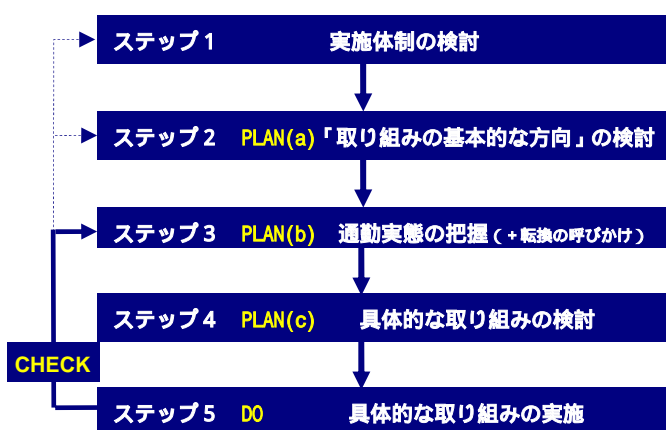 ステップ1 実施体制の検討
ステップ2 PLAN(a)「取り組みの基本的な方向」の検討
ステップ3 PLAN(b) 通勤実態の把握(+転換の呼びかけ)
ステップ4 PLAN(c) 具体的な取り組みの検討
CHECK
ステップ5 DO 具体的な取り組みの実施